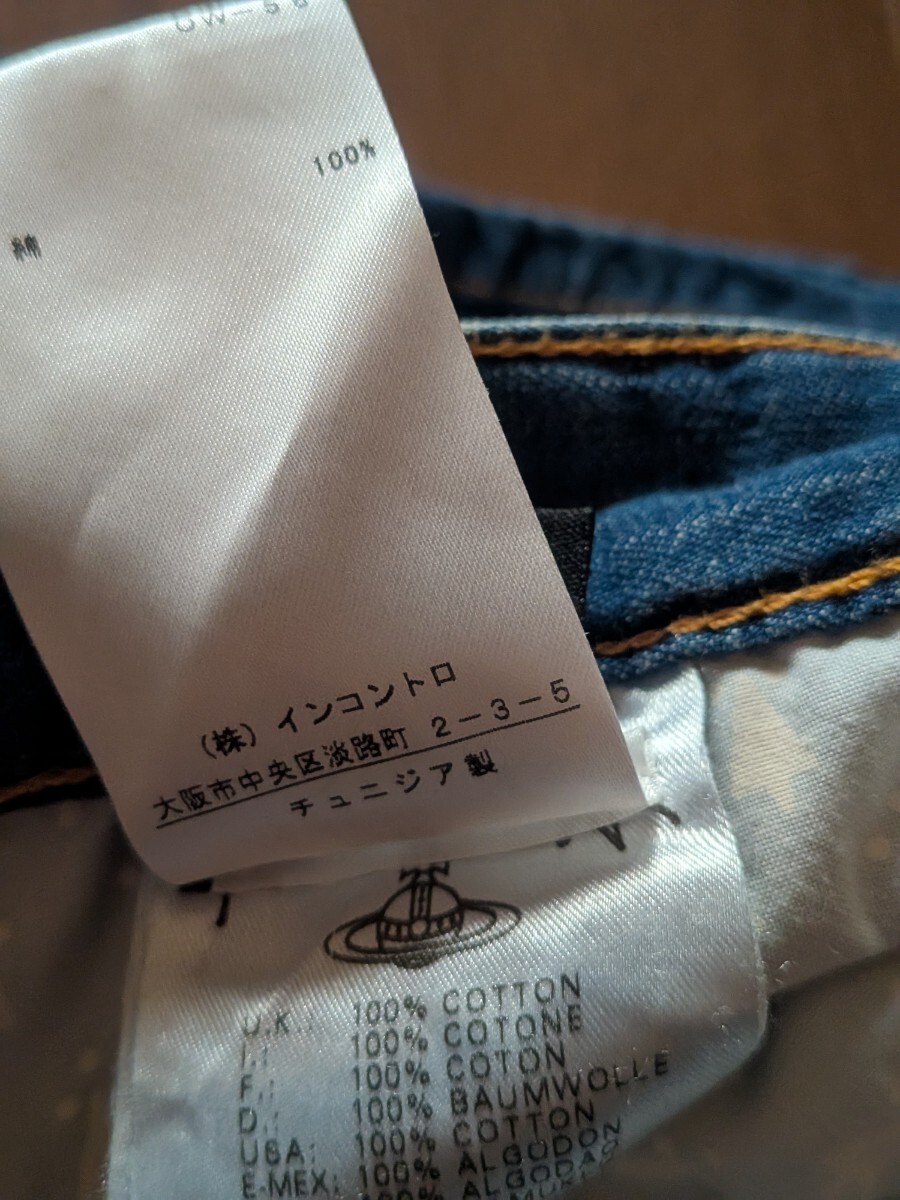 100%
綿
（株）インコントロ
大阪市中央区淡路町 2－3－5
チュニジア製
U.K.: 100% COTTON
I.: 100% COTONE
F.: 100% COTON
D.: 100% BAUMWOLLE
USA: 100% COTTON
E-MEX: 100% ALGODON
100% ALGODAO